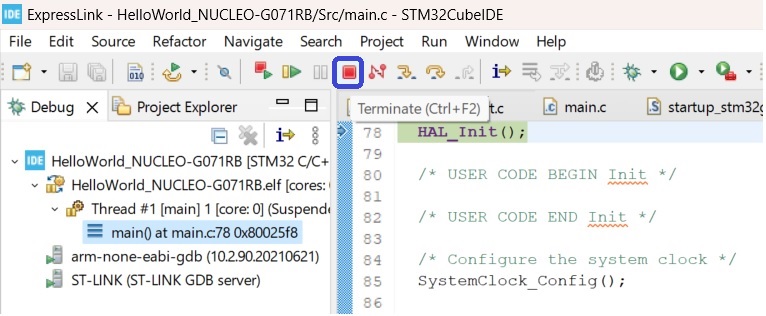 IDE ExpressLink - HelloWorld_NUCLEO-G071RB/Src/main.c - STM32CubeIDE
File Edit Source Refactor Navigate Search Project Run Window Help
010
Debug Project Explorer
Terminate (Ctrl+F2) t.c main.c startup_stm32g
IDE HelloWorld_NUCLEO-G071RB [STM32 C/C+
HelloWorld_NUCLEO-G071RB.elf [cores:
Thread #1 [main] 1 [core: 0] (Suspende
main() at main.c:78 0x80025f8
arm-none-eabi-gdb (10.2.90.20210621)
ST-LINK (ST-LINK GDB server)
78 HAL_Init();
79
80 /* USER CODE BEGIN Init */
81
82 /* USER CODE END Init */
83
84 /* Configure the system clock */
85 SystemClock_Config();
86